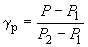 γₚ = (P − P₁) / (P₂ − P₁)